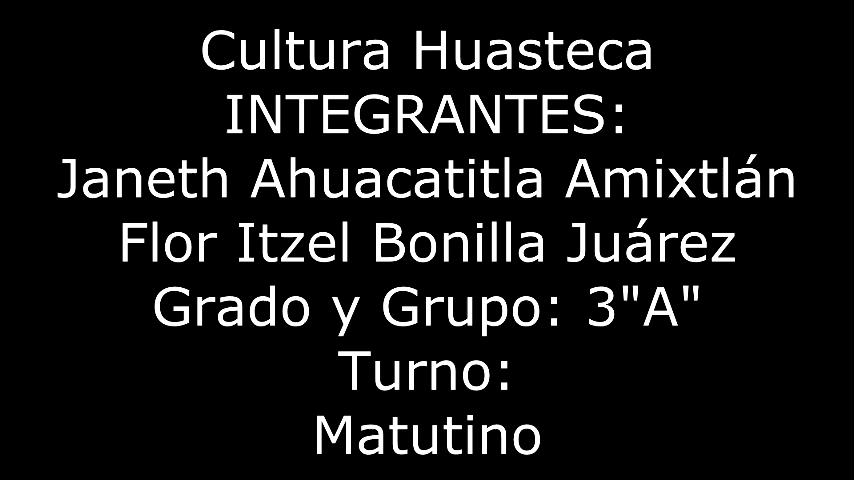 Cultura Huasteca
INTEGRANTES:
Janeth Ahuacatitla Amixtlán
Flor Itzel Bonilla Juárez
Grado y Grupo: 3"A"
Turno:
Matutino